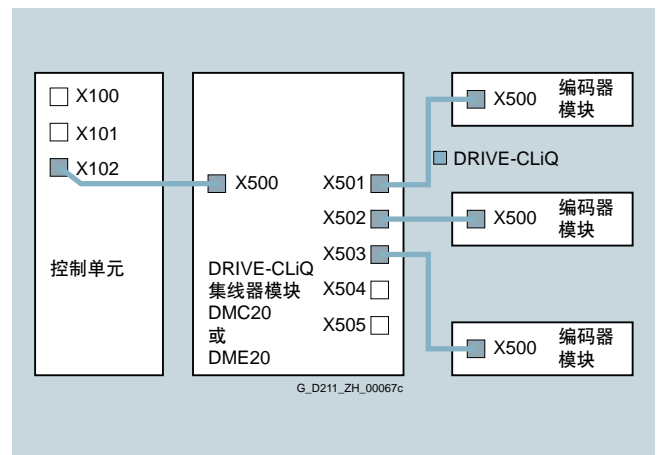 X100
X101
X102
控制单元
X500
X501
X502
X503
X504
X505
DRIVE-CLiQ
集线器模块
DMC20
或
DME20
X500
编码器
模块
DRIVE-CLiQ
X500
编码器
模块
X500
编码器
模块
G_D211_ZH_00067c